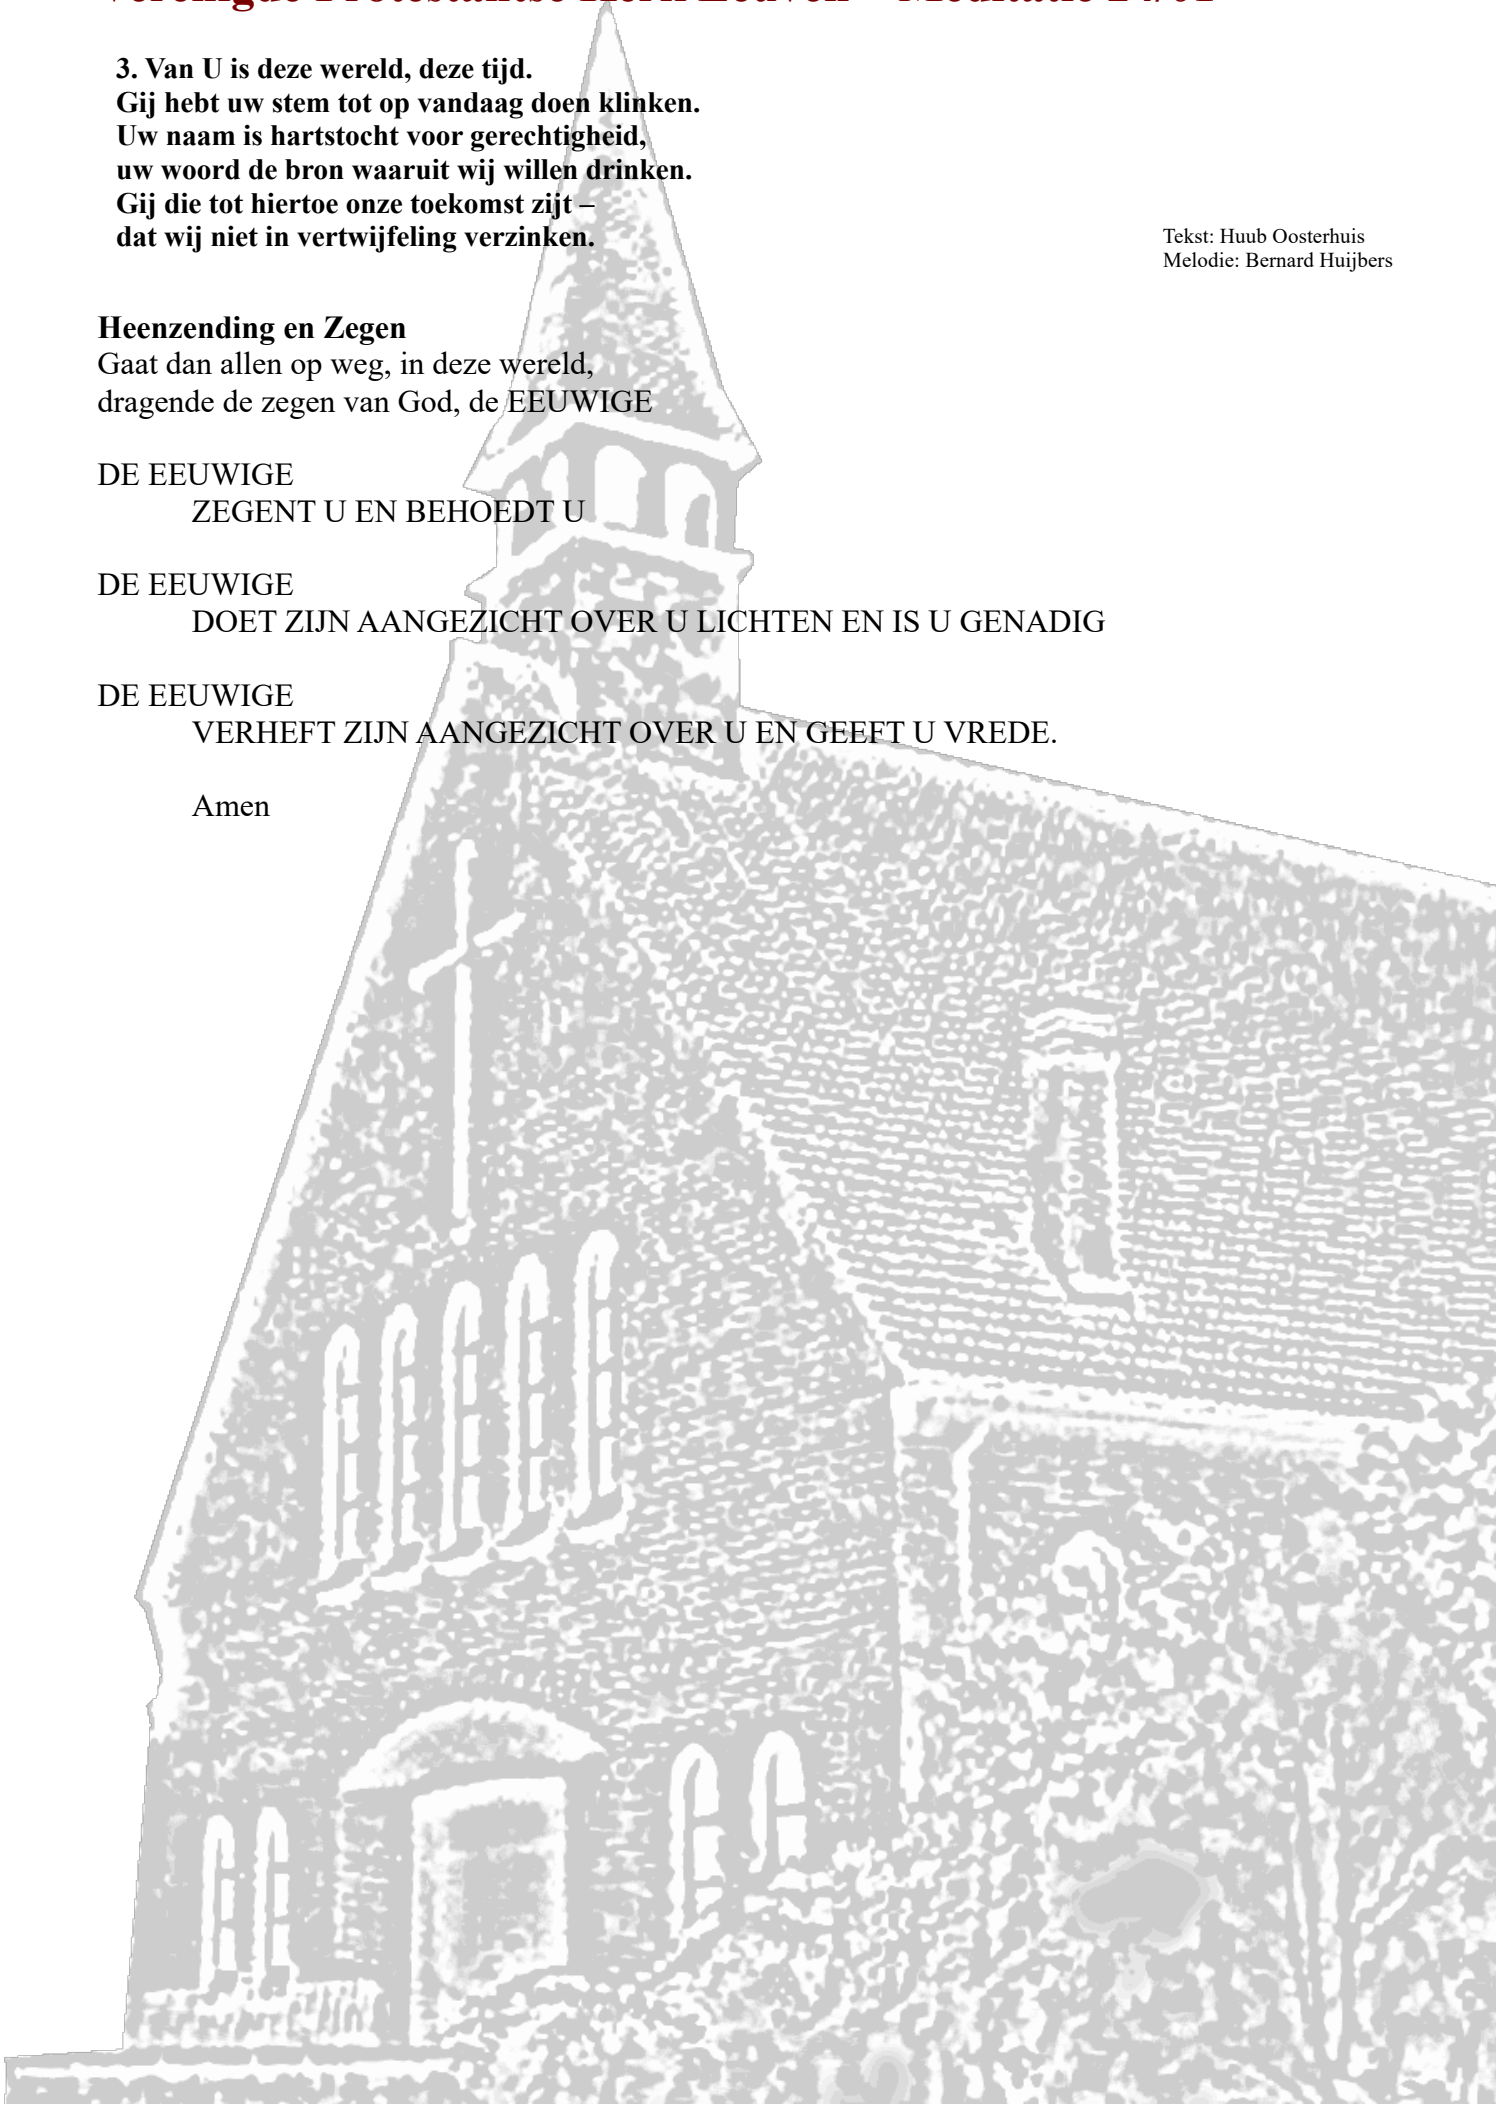 3. Van U is deze wereld, deze tijd.
Gij hebt uw stem tot op vandaag doen klinken.
Uw naam is hartstocht voor gerechtigheid,
uw woord de bron waaruit wij willen drinken.
Gij die tot hiertoe onze toekomst zijt –
dat wij niet in vertwijfeling verzinken.
Tekst: Huub Oosterhuis
Melodie: Bernard Huijbers
Heenzending en Zegen
Gaat dan allen op weg, in deze wereld,
dragende de zegen van God, de EEUWIGE
DE EEUWIGE
ZEGENT U EN BEHOEDT U
DE EEUWIGE
DOET ZIJN AANGEZICHT OVER U LICHTEN EN IS U GENADIG
DE EEUWIGE
VERHEFT ZIJN AANGEZICHT OVER U EN GEEFT U VREDE.
Amen